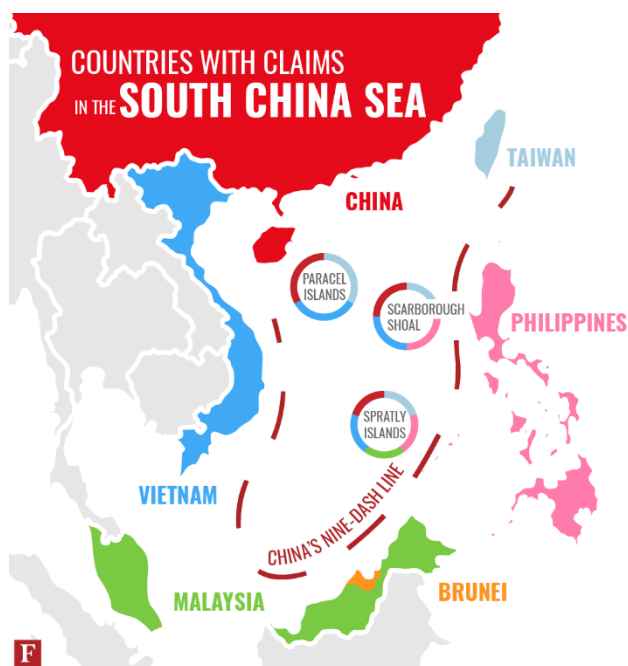 COUNTRIES WITH CLAIMS
IN THE SOUTH CHINA SEA
TAIWAN
CHINA
PARACEL
ISLANDS
SCARBOROUGH
SHOAL
PHILIPPINES
SPRATLY
ISLANDS
VIETNAM
CHINA'S NINE-DASH LINE
MALAYSIA
BRUNEI
F